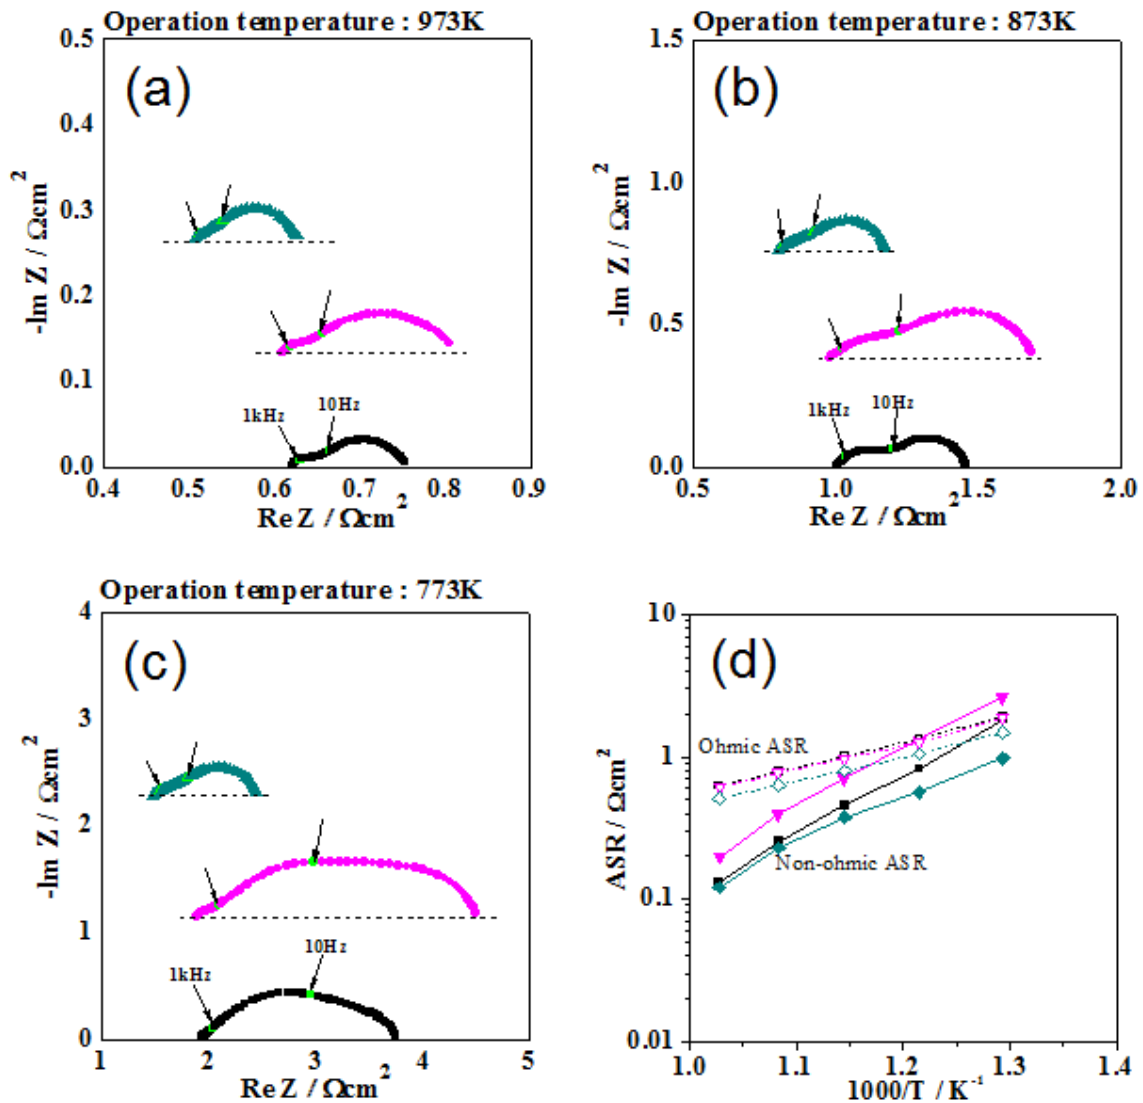 Operation temperature : 973K
(a)
-Im Z / Ωcm²
0.5
0.4
0.3
0.2
0.1
0.0
1kHz
10Hz
0.4 0.5 0.6 0.7 0.8 0.9
Re Z / Ωcm²
Operation temperature : 873K
(b)
-Im Z / Ωcm²
1.5
1.0
0.5
0.0
1kHz
10Hz
0.5 1.0 1.5 2.0
Re Z / Ωcm²
Operation temperature : 773K
(c)
-Im Z / Ωcm²
4
3
2
1
0
1kHz
10Hz
1 2 3 4 5
Re Z / Ωcm²
(d)
ASR / Ωcm²
10
1
0.1
0.01
Ohmic ASR
Non-ohmic ASR
1.0 1.1 1.2 1.3 1.4
1000/T / K⁻¹